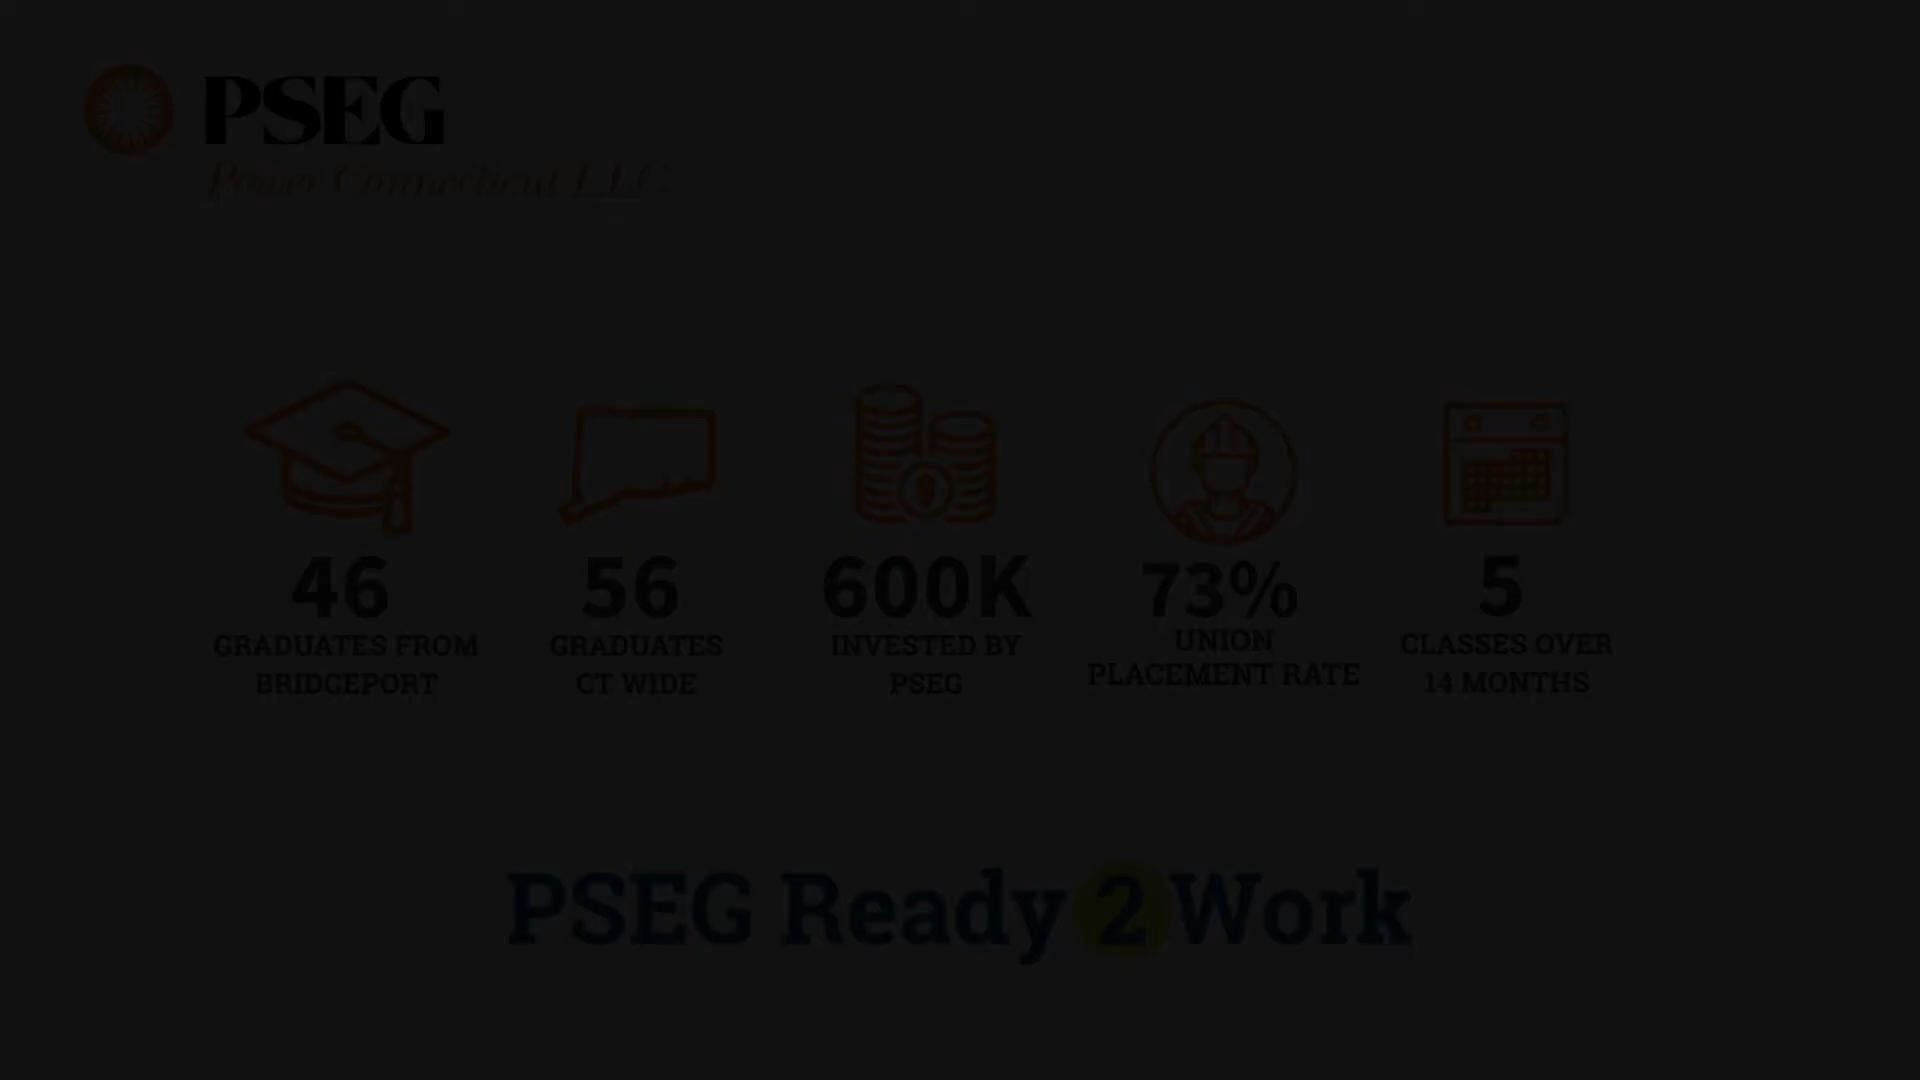 PSEG
Power Connecticut LLC
46
GRADUATES FROM
BRIDGEPORT
56
GRADUATES
CT WIDE
600K
INVESTED BY
PSEG
73%
UNION
PLACEMENT RATE
5
CLASSES OVER
14 MONTHS
PSEG Ready 2 Work